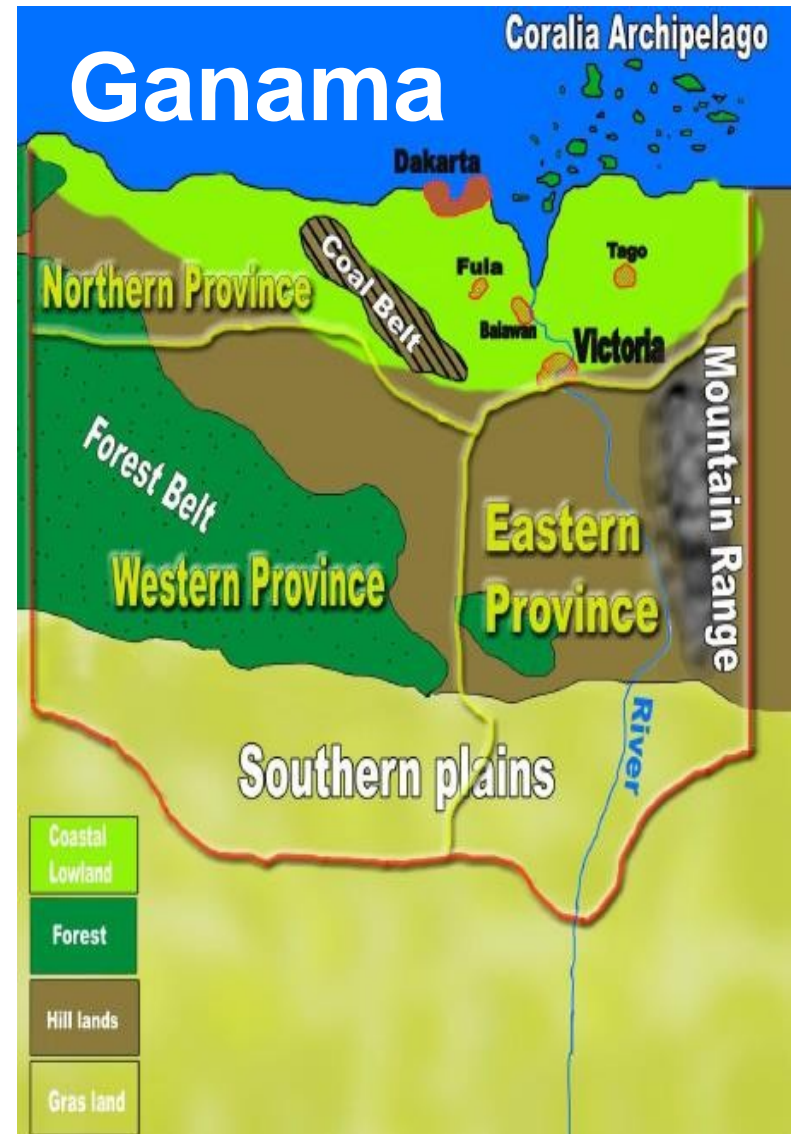 Coralia Archipelago
Ganama
Dakarta
Coal Belt
Fula
Tago
Northern Province
Balawan
Victoria
Mountain Range
Forest Belt
Eastern
Province
Western Province
River
Southern plains
Coastal
Lowland
Forest
Hill lands
Gras land